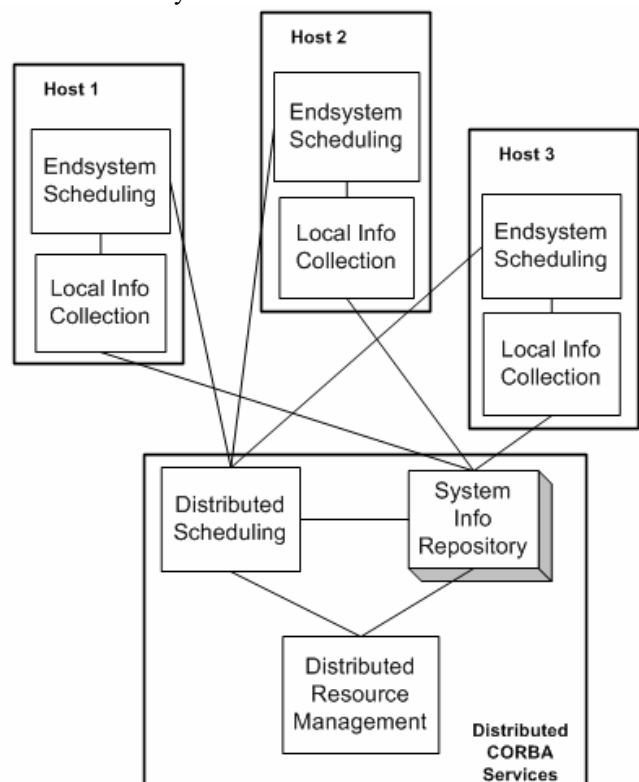 Host 1
Endsystem
Scheduling
Local Info
Collection
Host 2
Endsystem
Scheduling
Local Info
Collection
Host 3
Endsystem
Scheduling
Local Info
Collection
Distributed
Scheduling
System
Info
Repository
Distributed
Resource
Management
Distributed
CORBA
Services